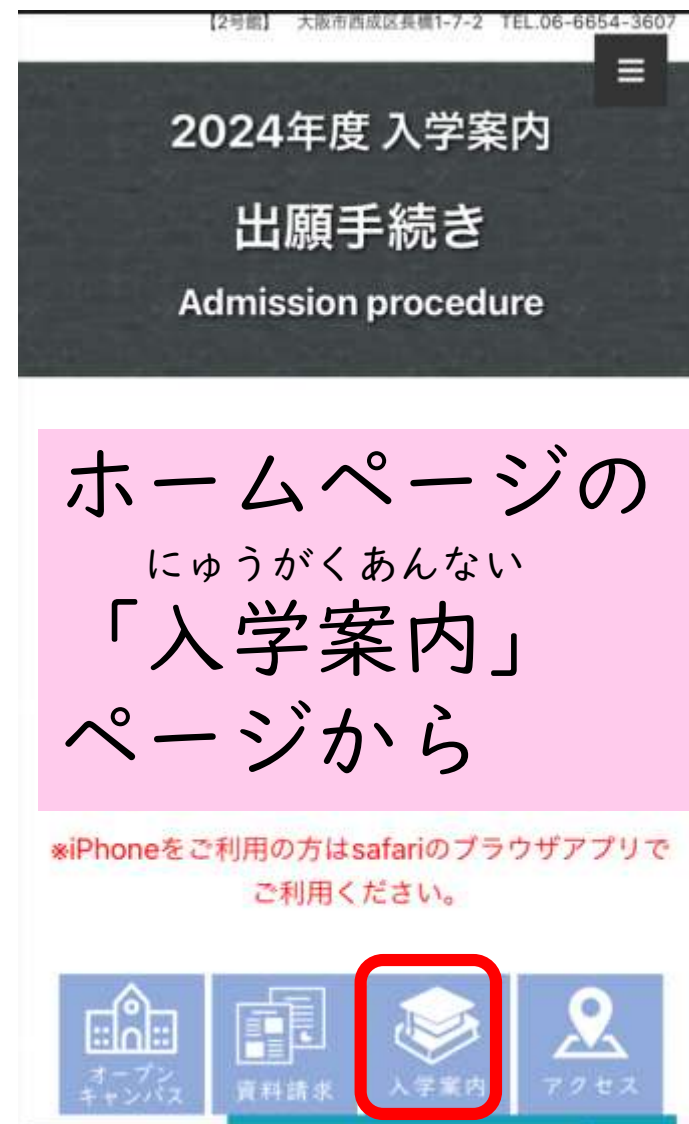 【2号館】 大阪市西成区長橋1-7-2 TEL.06-6654-3607
2024年度 入学案内
出願手続き
Admission procedure
ホームページの
にゅうがくあんない
「入学案内」
ページから
※iPhoneをご利用の方はsafariのブラウザアプリで
ご利用ください。
オープン
キャンパス
資料請求
入学案内
アクセス